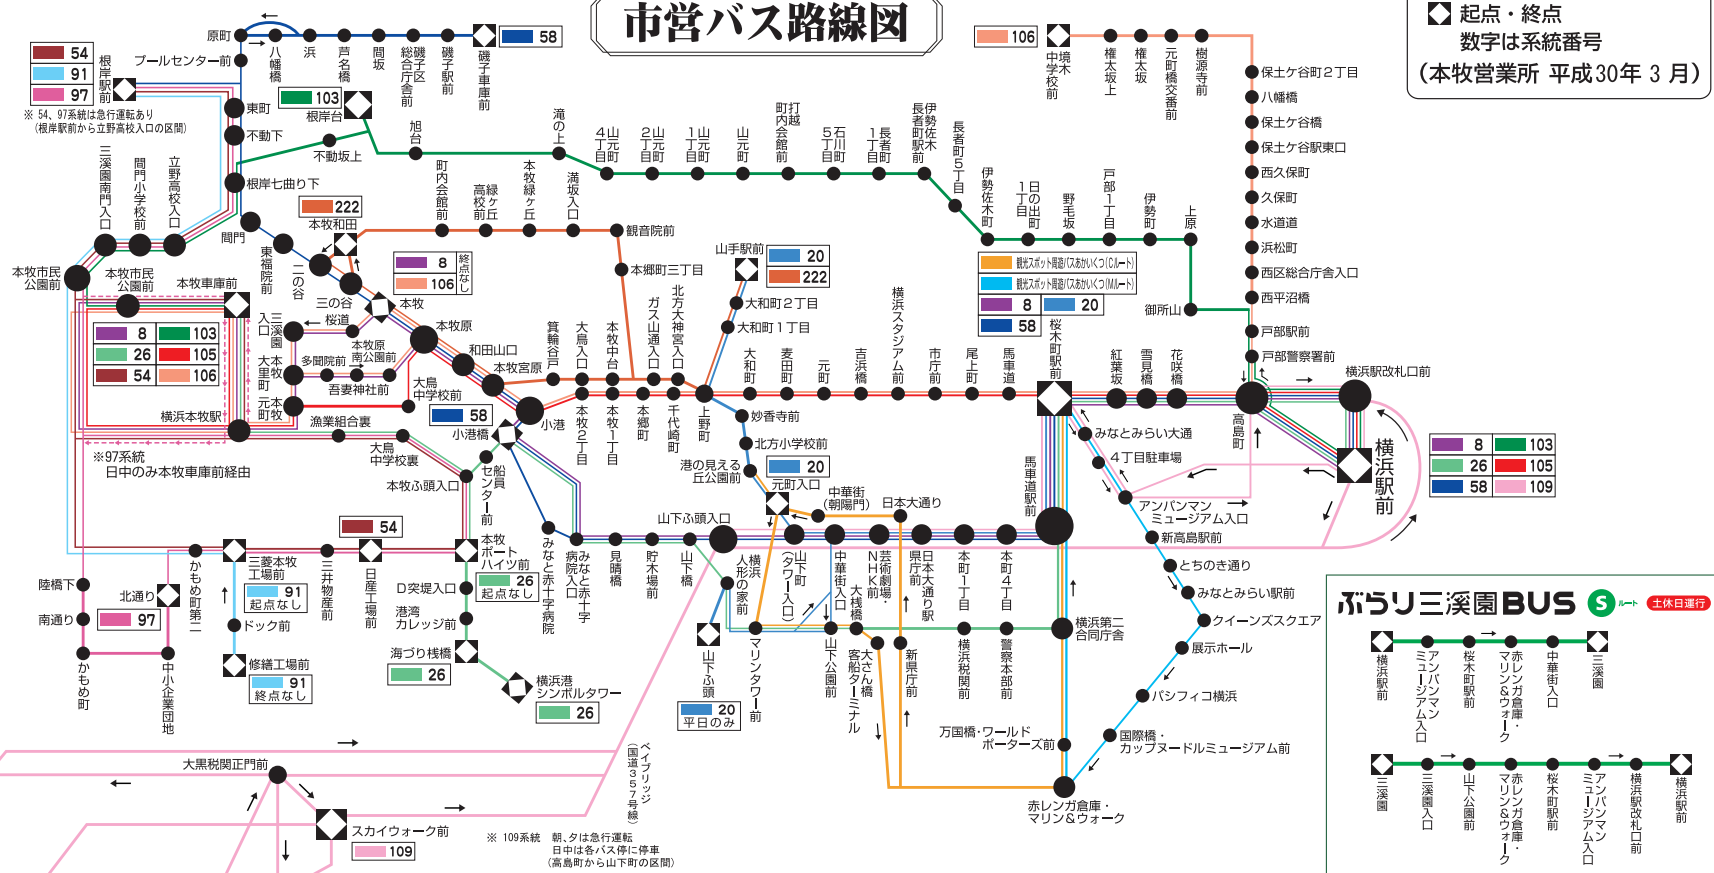 市営バス路線図
起点・終点
数字は系統番号
（本牧営業所 平成30年 3 月）
54
91
97
根岸駅前
※ 54、97系統は急行運転あり
（根岸駅前から立野高校入口の区間）
原町
八幡橋
浜
芦名橋
間坂
磯子区
総合庁舎前
磯子駅前
磯子車庫前
58
プールセンター前
東町
不動下
根岸七曲り下
間門
東福院前
二の谷
三の谷
本牧
本牧原
和田山口
本牧宮原
小港
103
根岸台
不動坂上
旭台
滝の上
山元町
4丁目
山元町
2丁目
山元町
1丁目
山元町
打越
町内会館前
石川町
5丁目
長者町
1丁目
伊勢佐木
長者町駅前
長者町5丁目
伊勢佐木町
日の出町
1丁目
野毛坂
戸部1丁目
伊勢町
上原
御所山
106
境木
中学校前
権太坂上
権太坂
元町橋交番前
樹源寺前
保土ケ谷町2丁目
八幡橋
保土ケ谷橋
保土ケ谷駅東口
西久保町
久保町
水道道
浜松町
西区総合庁舎入口
西平沼橋
戸部駅前
戸部警察署前
三溪園南門入口
間門小学校前
立野高校入口
本牧市民
公園前
本牧市民
公園前
本牧車庫前
8
103
26
105
54
106
横浜本牧駅
※97系統
日中のみ本牧車庫前経由
222
本牧和田
町内会館前
緑ヶ丘
高校前
本牧緑ヶ丘
満坂入口
観音院前
本郷町三丁目
8
106
終点なし
桜道
三溪園
入口
本牧
大里町
本牧
元町
多聞院前
本牧原
南公園前
吾妻神社前
大鳥
中学校前
漁業組合裏
大鳥
中学校裏
58
小港橋
本牧ふ頭入口
船員
センター前
箕輪谷戸
大鳥入口
本牧中台
ガス山通入口
北方大神宮入口
本牧2丁目
本牧1丁目
本郷町
千代崎町
上野町
山手駅前
20
222
大和町2丁目
大和町1丁目
大和町
麦田町
元町
吉浜橋
横浜スタジアム前
市庁前
尾上町
馬車道
桜木町駅前
観光スポット周遊バスあかいくつ(Cルート)
観光スポット周遊バスあかいくつ(Mルート)
8
20
58
紅葉坂
雪見橋
花咲橋
高島町
横浜駅改札口前
横浜駅前
8
103
26
105
58
109
妙香寺前
北方小学校前
港の見える
丘公園前
20
元町入口
中華街
（朝陽門）
日本大通り
馬車道駅前
みなとみらい大通
4丁目駐車場
アンパンマン
ミュージアム入口
新高島駅前
とちのき通り
みなとみらい駅前
クイーンズスクエア
展示ホール
パシフィコ横浜
国際橋・
カップヌードルミュージアム前
赤レンガ倉庫・
マリン&ウォーク
万国橋・ワールド
ポーターズ前
横浜第二
合同庁舎
みなと赤十字病院
みなと赤十字
病院入口
見晴橋
貯木場前
山下橋
山下ふ頭入口
横浜
人形の家前
山下町
（タワー入口）
中華街入口
芸術劇場・
NHK前
日本大通り駅
県庁前
本町1丁目
本町4丁目
大桟橋
山下ふ頭
20
平日のみ
マリンタワー前
山下公園前
大さん橋
客船ターミナル
新県庁前
横浜税関前
警察本部前
陸橋下
南通り
かもめ町
かもめ町第二
北通り
97
中小企業団地
三菱本牧
工場前
91
起点なし
ドック前
修繕工場前
91
終点なし
三井物産前
54
日産工場前
本牧
ポート
ハイツ前
D突堤入口
26
起点なし
港湾
カレッジ前
海づり桟橋
26
横浜港
シンボルタワー
26
大黒税関正門前
スカイウォーク前
109
ベイブリッジ
（国道357号線）
※ 109系統　朝、夕は急行運転
日中は各バス停に停車
（高島町から山下町の区間）
ぶらり三溪園BUS
S ルート
土休日運行
横浜駅前
アンパンマン
ミュージアム入口
桜木町駅前
赤レンガ倉庫・
マリン&ウォーク
中華街入口
三溪園
三溪園
三溪園入口
山下公園前
赤レンガ倉庫・
マリン&ウォーク
桜木町駅前
アンパンマン
ミュージアム入口
横浜駅改札口前
横浜駅前